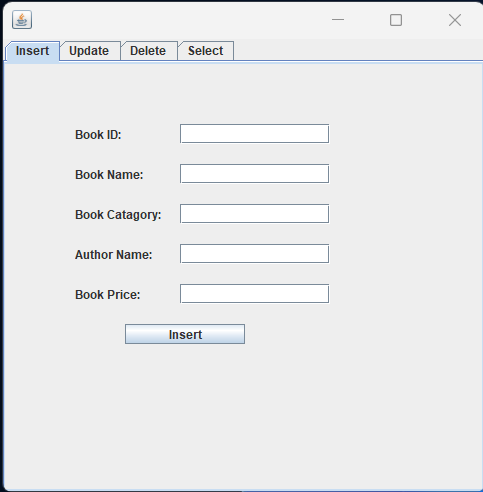 Insert Update Delete Select
Book ID:
Book Name:
Book Catagory:
Author Name:
Book Price:
Insert